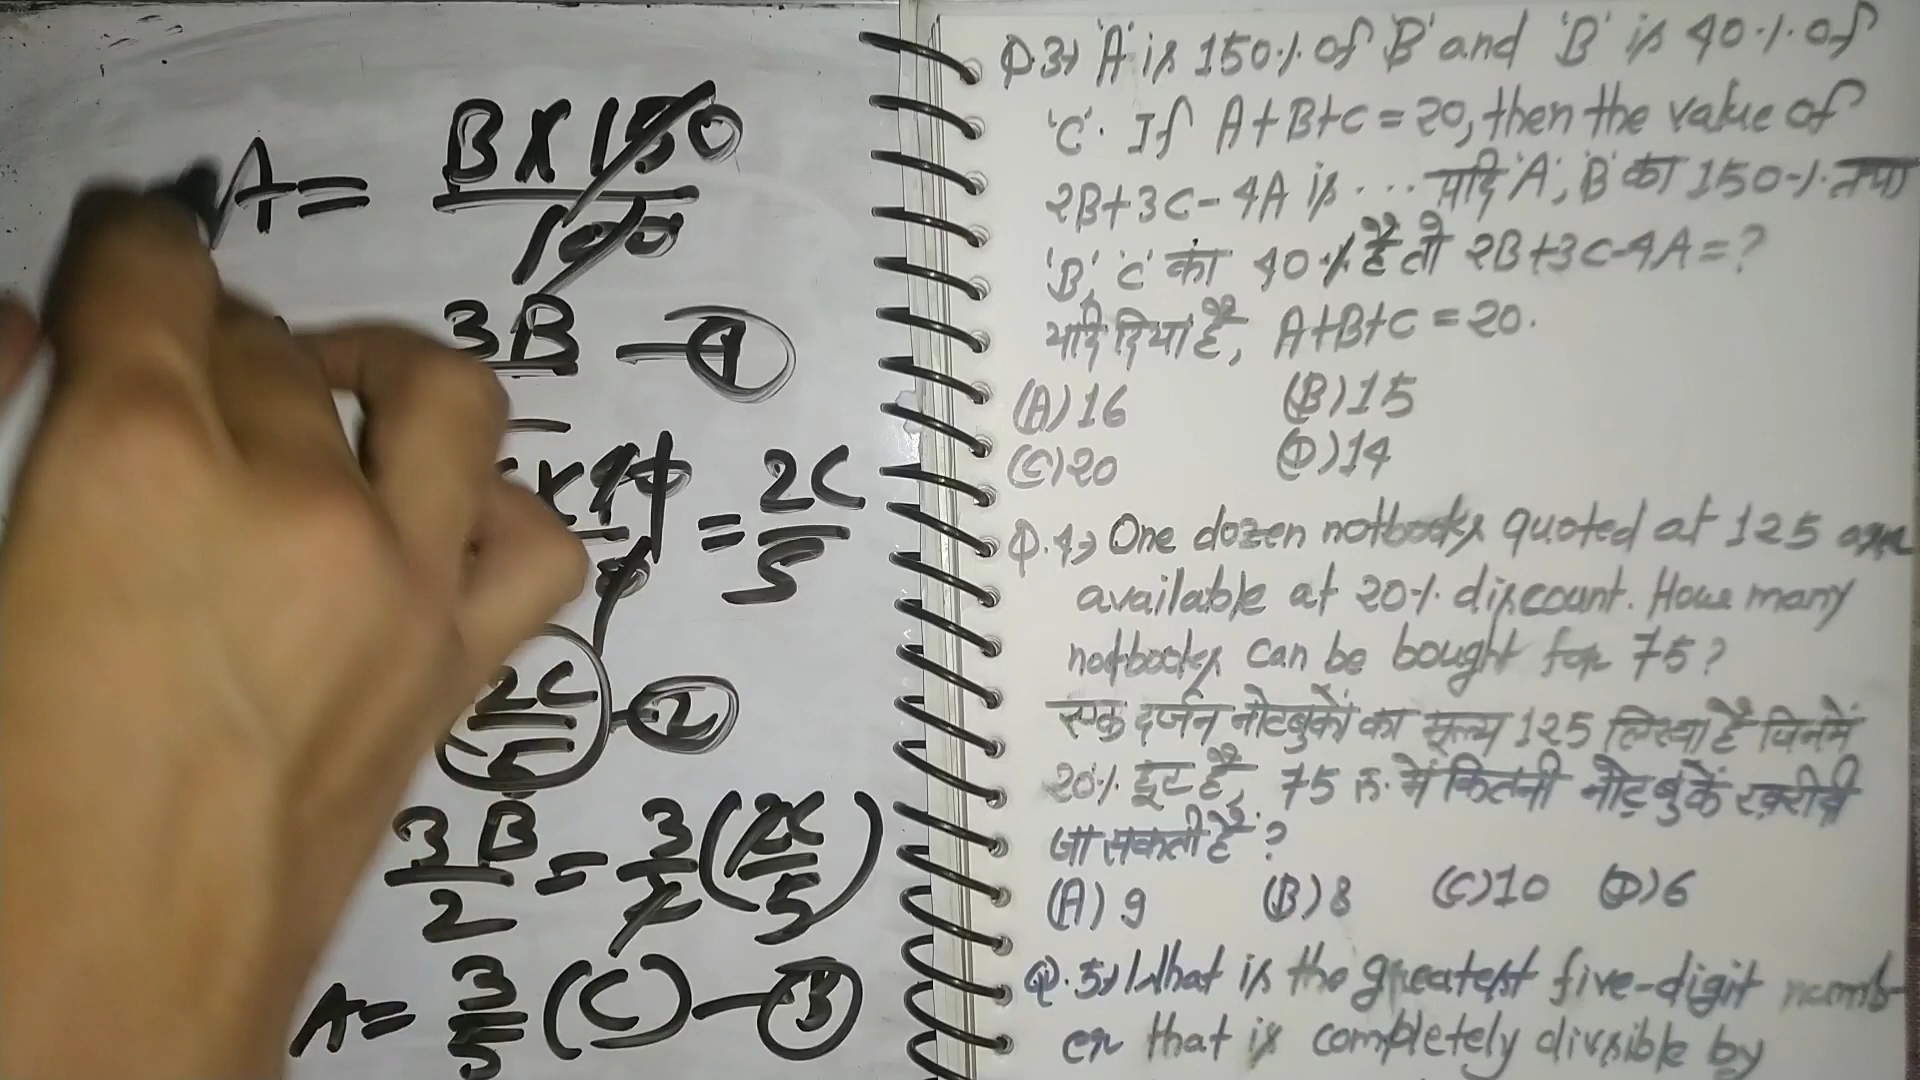 A = B X 150
100
3B — 1
X 40 = 2C
5
2C — 2
5
3B = 3 (2C)
2 2 5
A = 3 (C) — 3
5
Q.3) 'A' is 150% of 'B' and 'B' is 40% of
'C'. If A+B+C = 20, then the value of
2B+3C-4A is ... यदि 'A', 'B' का 150% तथा
'B', 'C' का 40% है तो 2B+3C-4A = ?
यदि दिया है, A+B+C = 20.
(A) 16 (B) 15
(C) 20 (D) 14
Q.4) One dozen notbooks quoted at 125 are
available at 20% discount. How many
notbooks can be bought for 75?
एक दर्जन नोटबुकों का मूल्य 125 लिखा है जिनमें
20% छूट है, 75 रु. में कितनी नोटबुकें खरीदी
जा सकती है?
(A) 9 (B) 8 (C) 10 (D) 6
Q.5) What is the greatest five-digit numb-
er that is completely divsible by